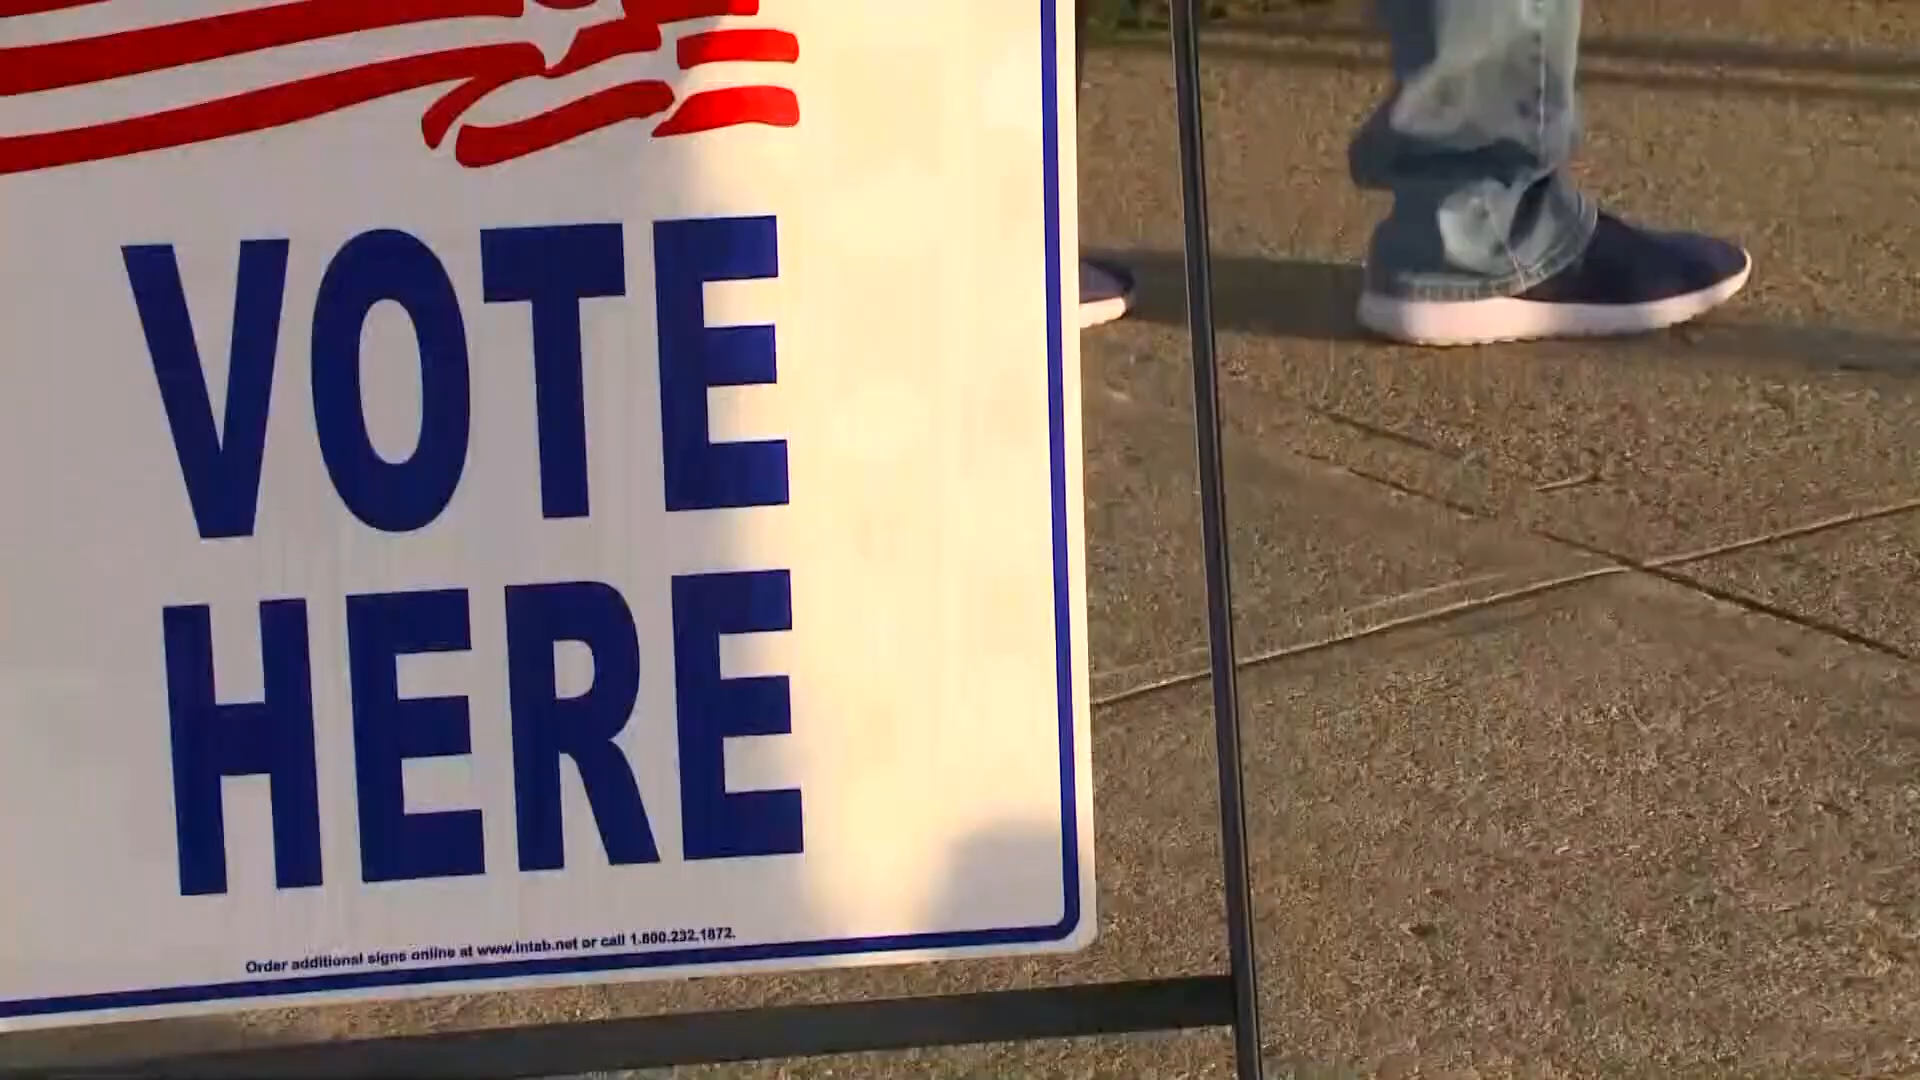 VOTE
HERE
Order additional signs online at www.intab.net or call 1.800.232.1872.